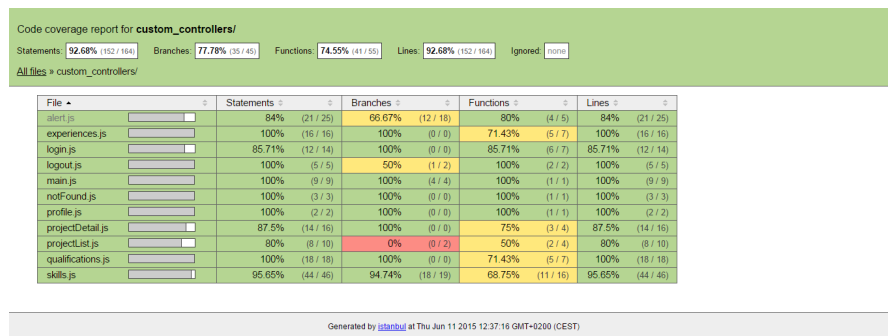 Code coverage report for custom_controllers/
Statements: 92.68% (152 / 164) Branches: 77.78% (35 / 45) Functions: 74.55% (41 / 55) Lines: 92.68% (152 / 164) Ignored: none
All files » custom_controllers/
File Statements Branches Functions Lines
alert.js 84% (21 / 25) 66.67% (12 / 18) 80% (4 / 5) 84% (21 / 25)
experiences.js 100% (16 / 16) 100% (0 / 0) 71.43% (5 / 7) 100% (16 / 16)
login.js 85.71% (12 / 14) 100% (0 / 0) 85.71% (6 / 7) 85.71% (12 / 14)
logout.js 100% (5 / 5) 50% (1 / 2) 100% (2 / 2) 100% (5 / 5)
main.js 100% (9 / 9) 100% (4 / 4) 100% (1 / 1) 100% (9 / 9)
notFound.js 100% (3 / 3) 100% (0 / 0) 100% (1 / 1) 100% (3 / 3)
profile.js 100% (2 / 2) 100% (0 / 0) 100% (1 / 1) 100% (2 / 2)
projectDetail.js 87.5% (14 / 16) 100% (0 / 0) 75% (3 / 4) 87.5% (14 / 16)
projectList.js 80% (8 / 10) 0% (0 / 2) 50% (2 / 4) 80% (8 / 10)
qualifications.js 100% (18 / 18) 100% (0 / 0) 71.43% (5 / 7) 100% (18 / 18)
skills.js 95.65% (44 / 46) 94.74% (18 / 19) 68.75% (11 / 16) 95.65% (44 / 46)
Generated by istanbul at Thu Jun 11 2015 12:37:16 GMT+0200 (CEST)